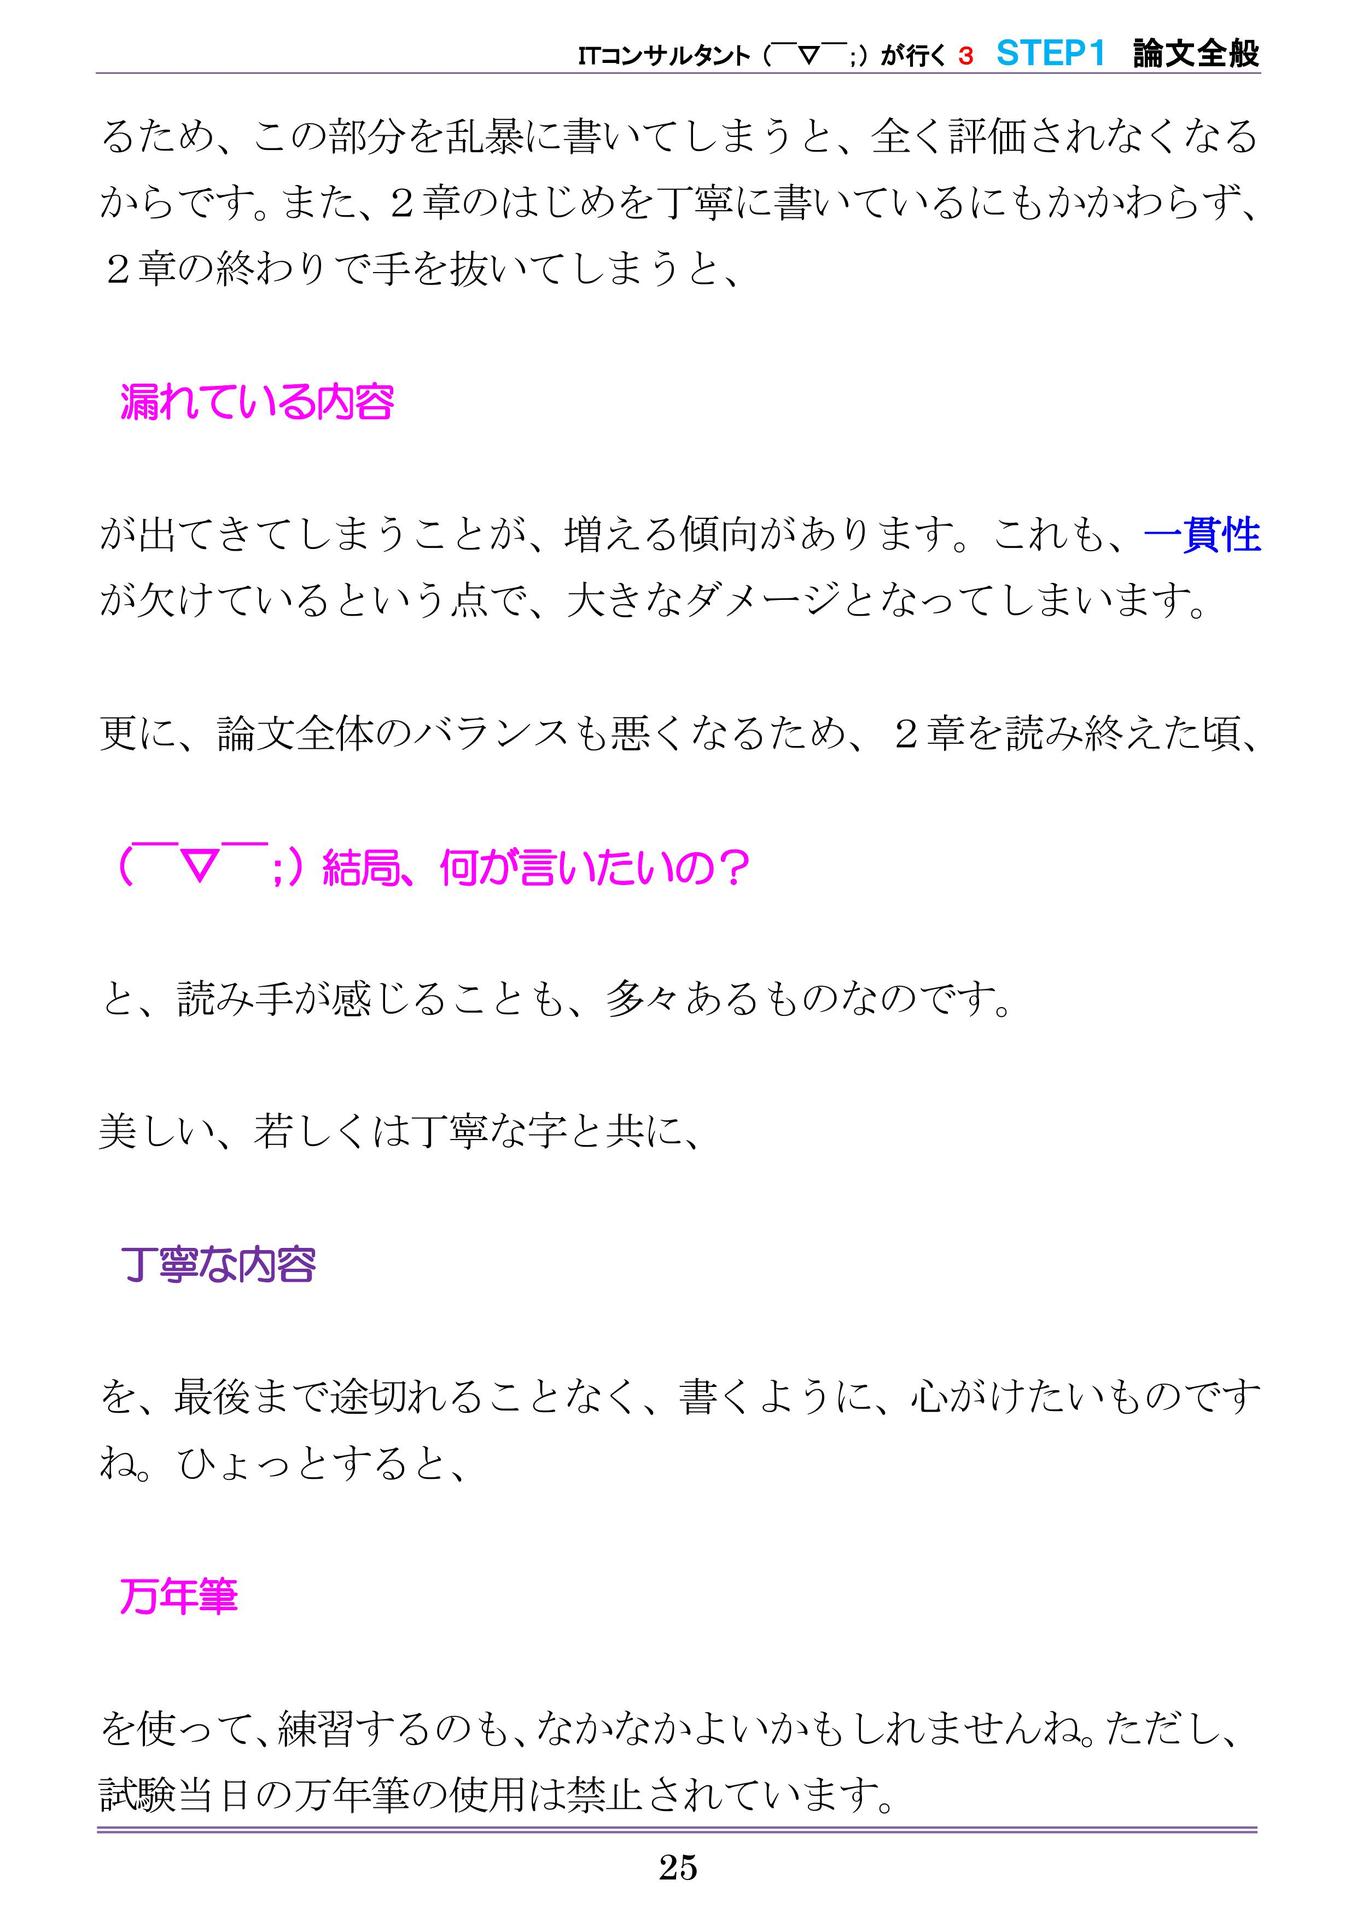 ITコンサルタント（￣▽￣；）が行く 3 STEP1 論文全般
るため、この部分を乱暴に書いてしまうと、全く評価されなくなる
からです。また、２章のはじめを丁寧に書いているにもかかわらず、
２章の終わりで手を抜いてしまうと、
漏れている内容
が出てきてしまうことが、増える傾向があります。これも、一貫性
が欠けているという点で、大きなダメージとなってしまいます。
更に、論文全体のバランスも悪くなるため、２章を読み終えた頃、
（￣▽￣；）結局、何が言いたいの？
と、読み手が感じることも、多々あるものなのです。
美しい、若しくは丁寧な字と共に、
丁寧な内容
を、最後まで途切れることなく、書くように、心がけたいものです
ね。ひょっとすると、
万年筆
を使って、練習するのも、なかなかよいかもしれませんね。ただし、
試験当日の万年筆の使用は禁止されています。
25